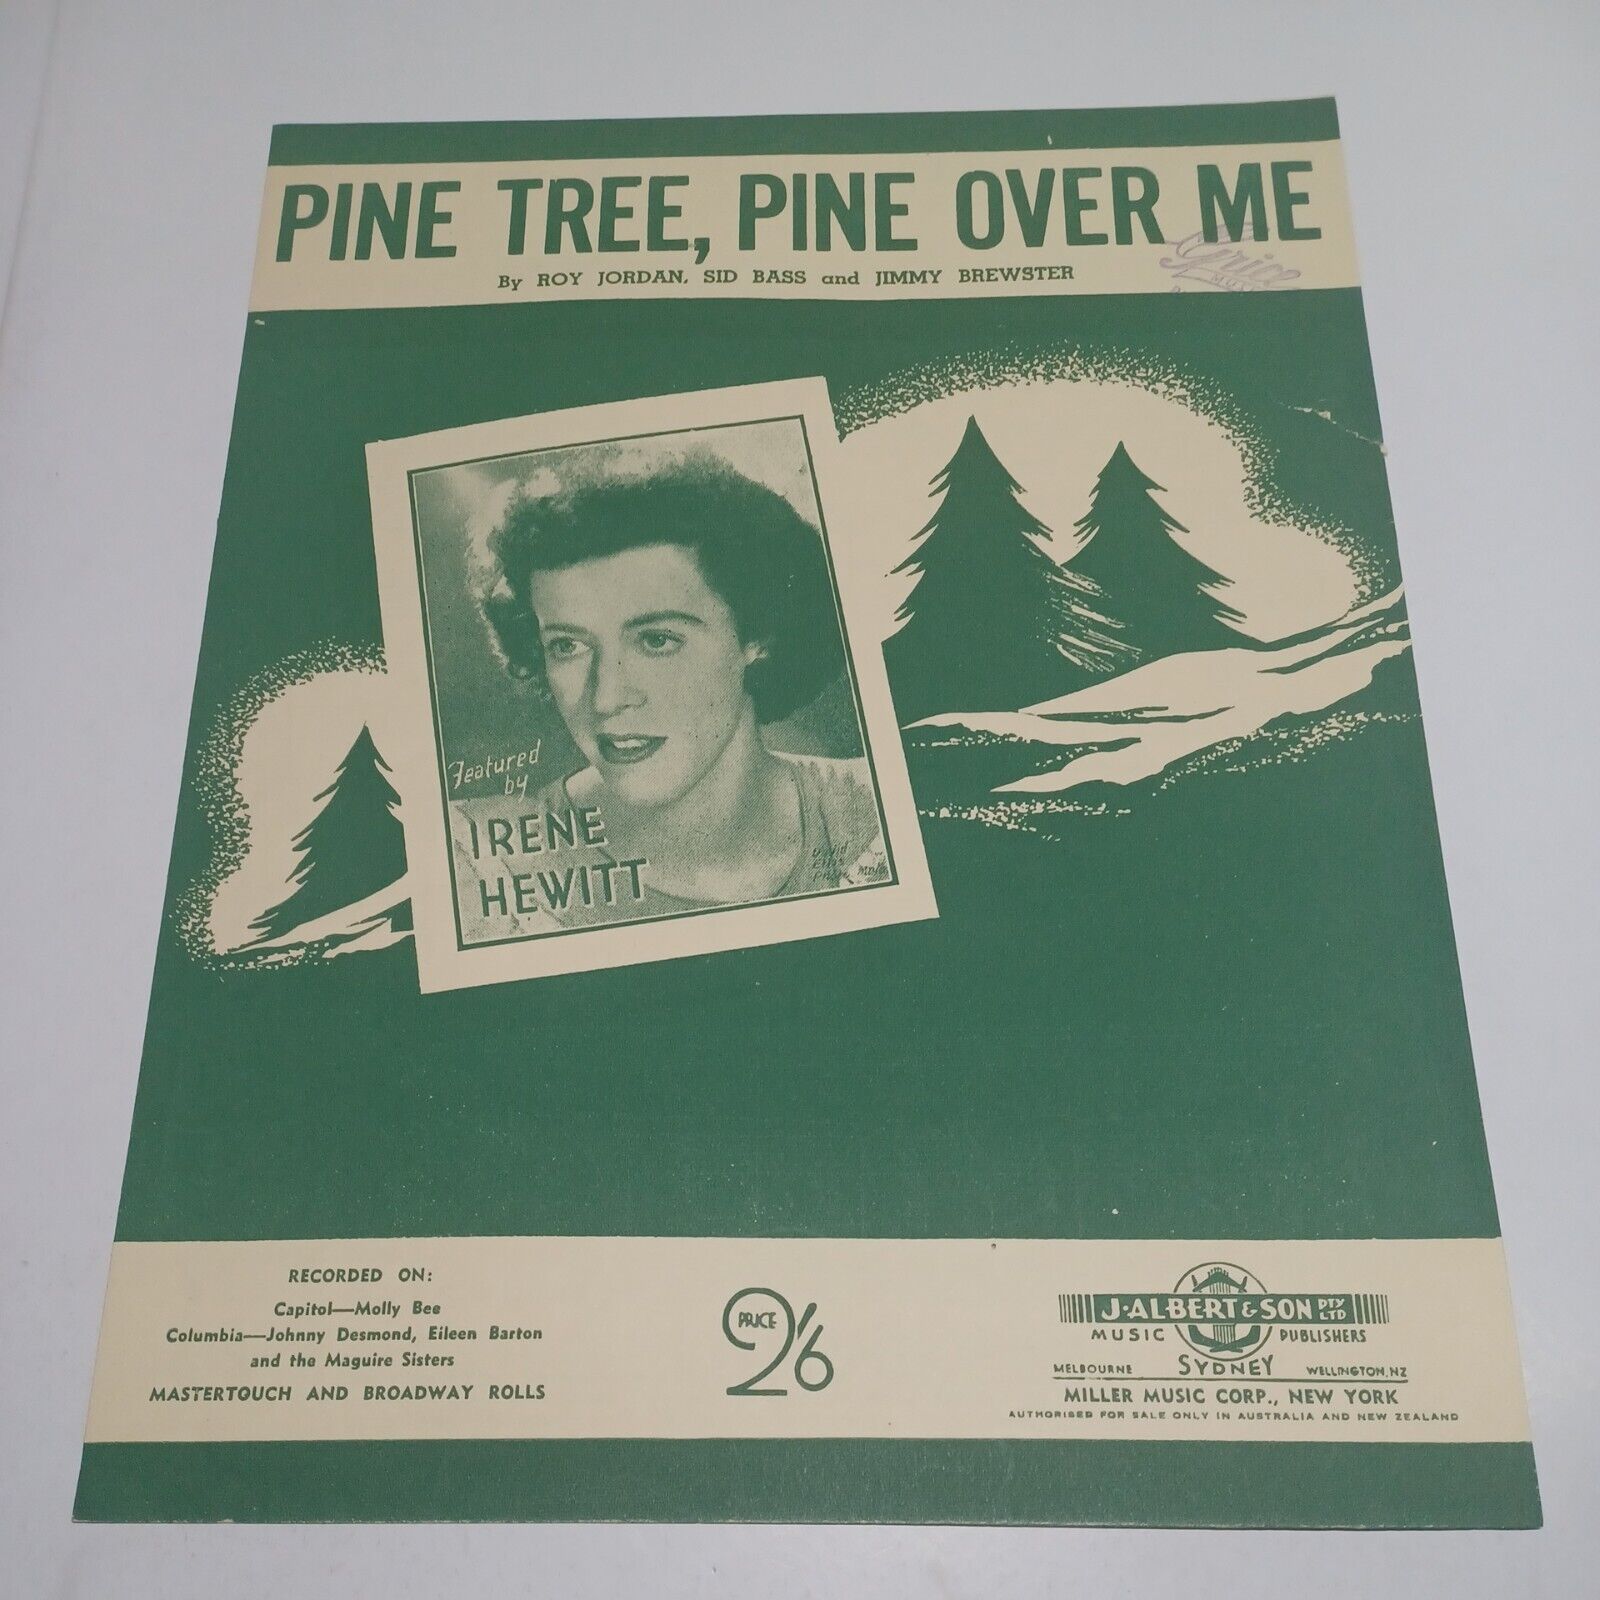 PINE TREE, PINE OVER ME
By ROY JORDAN, SID BASS and JIMMY BREWSTER
Grice
MUSIC
Featured
by
IRENE
HEWITT
RECORDED ON:
Capitol—Molly Bee
Columbia—Johnny Desmond, Eileen Barton
and the Maguire Sisters
MASTERTOUCH AND BROADWAY ROLLS
PRICE
2/6
J. ALBERT & SON PTY LTD
MUSIC PUBLISHERS
MELBOURNE SYDNEY WELLINGTON, NZ
MILLER MUSIC CORP., NEW YORK
AUTHORISED FOR SALE ONLY IN AUSTRALIA AND NEW ZEALAND